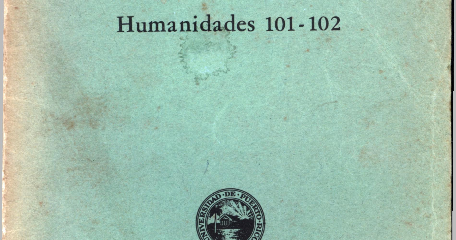 Humanidades 101-102
UNIVERSIDAD · DE · PUERTO · RICO